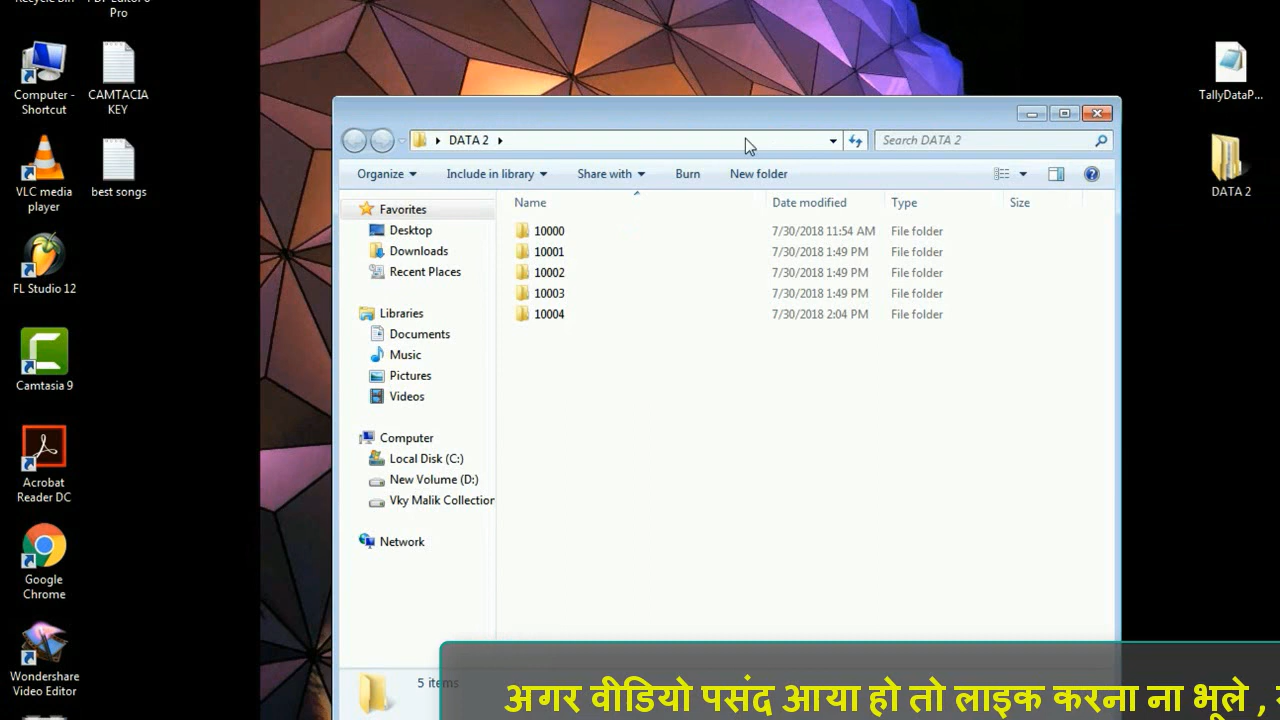 Pro
Computer -
Shortcut
CAMTACIA
KEY
VLC media
player
best songs
FL Studio 12
Camtasia 9
Acrobat
Reader DC
Google
Chrome
Wondershare
Video Editor
TallyDataP...
DATA 2
DATA 2
Search DATA 2
Organize
Include in library
Share with
Burn
New folder
Name
Date modified
Type
Size
Favorites
Desktop
Downloads
Recent Places
Libraries
Documents
Music
Pictures
Videos
Computer
Local Disk (C:)
New Volume (D:)
Vky Malik Collection
Network
10000 7/30/2018 11:54 AM File folder
10001 7/30/2018 1:49 PM File folder
10002 7/30/2018 1:49 PM File folder
10003 7/30/2018 1:49 PM File folder
10004 7/30/2018 2:04 PM File folder
5 items
अगर वीडियो पसंद आया हो तो लाइक करना ना भूले ,